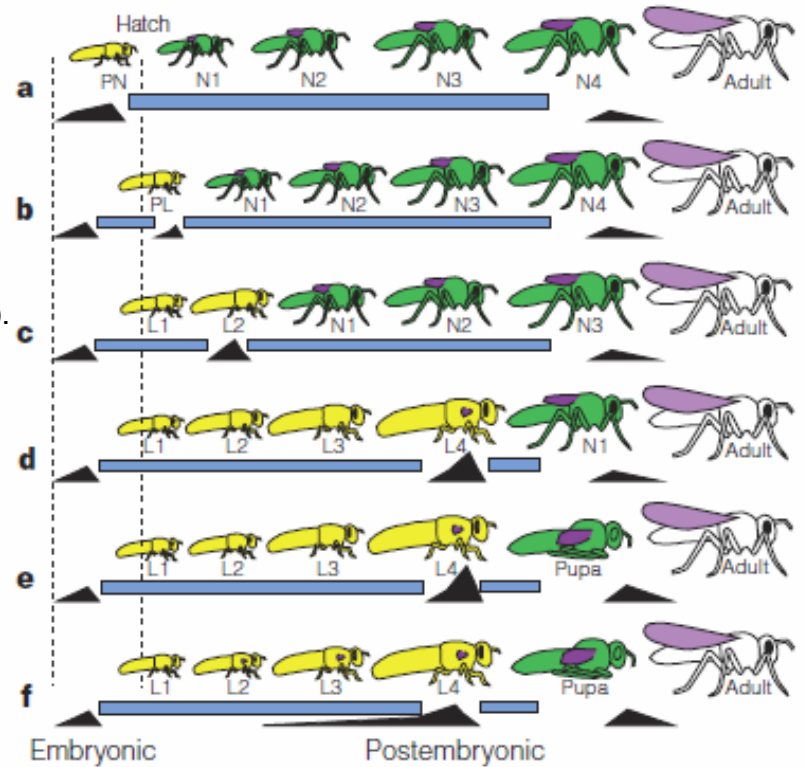 Hatch
PN N1 N2 N3 N4 Adult
a
PL N1 N2 N3 N4 Adult
b
L1 L2 N1 N2 N3 Adult
).
c
L1 L2 L3 L4 N1 Adult
d
L1 L2 L3 L4 Pupa Adult
e
L1 L2 L3 L4 Pupa Adult
f
Embryonic Postembryonic